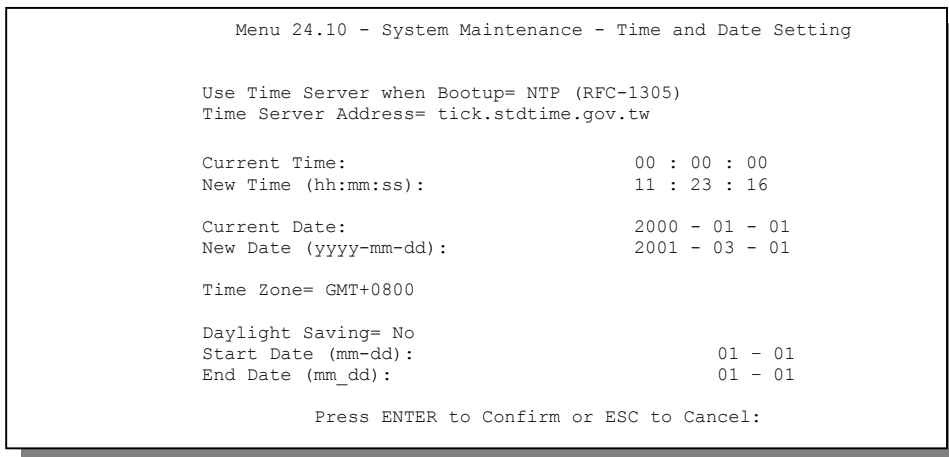 Menu 24.10 - System Maintenance - Time and Date Setting
Use Time Server when Bootup= NTP (RFC-1305)
Time Server Address= tick.stdtime.gov.tw
Current Time: 00 : 00 : 00
New Time (hh:mm:ss): 11 : 23 : 16
Current Date: 2000 - 01 - 01
New Date (yyyy-mm-dd): 2001 - 03 - 01
Time Zone= GMT+0800
Daylight Saving= No
Start Date (mm-dd): 01 – 01
End Date (mm_dd): 01 – 01
Press ENTER to Confirm or ESC to Cancel: